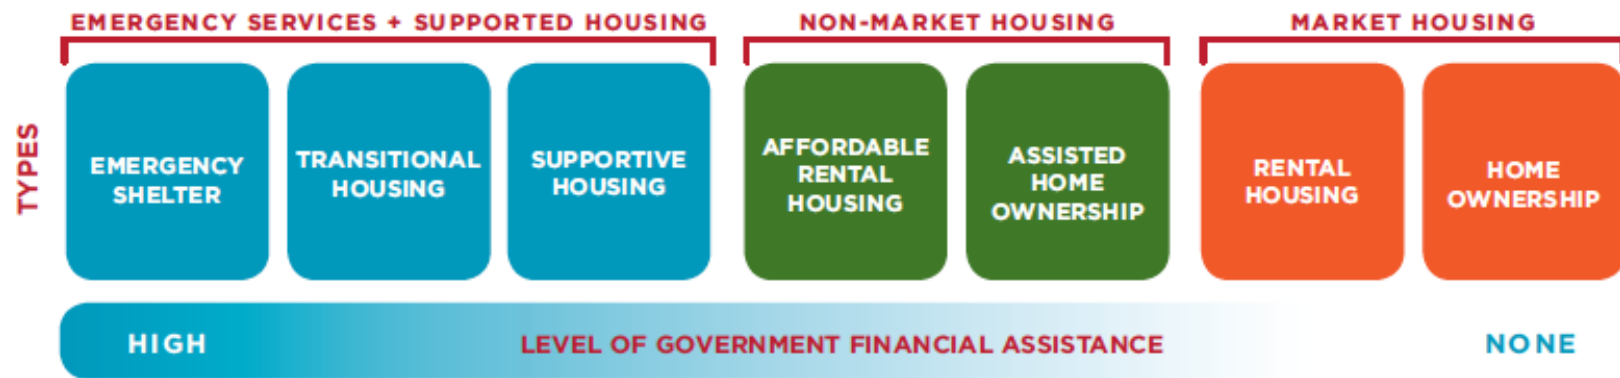 EMERGENCY SERVICES + SUPPORTED HOUSING
NON-MARKET HOUSING
MARKET HOUSING
TYPES
EMERGENCY
SHELTER
TRANSITIONAL
HOUSING
SUPPORTIVE
HOUSING
AFFORDABLE
RENTAL
HOUSING
ASSISTED
HOME
OWNERSHIP
RENTAL
HOUSING
HOME
OWNERSHIP
HIGH
LEVEL OF GOVERNMENT FINANCIAL ASSISTANCE
NONE